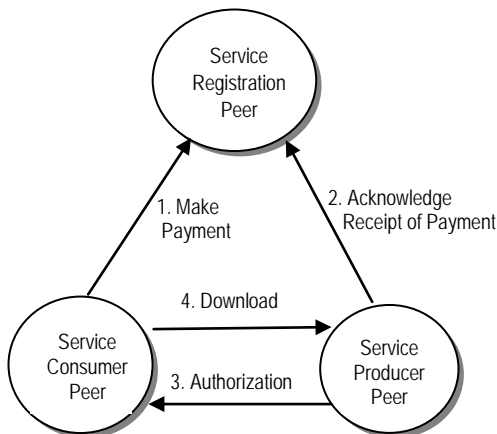 Service
Registration
Peer
1. Make
Payment
2. Acknowledge
Receipt of Payment
4. Download
Service
Consumer
Peer
Service
Producer
Peer
3. Authorization